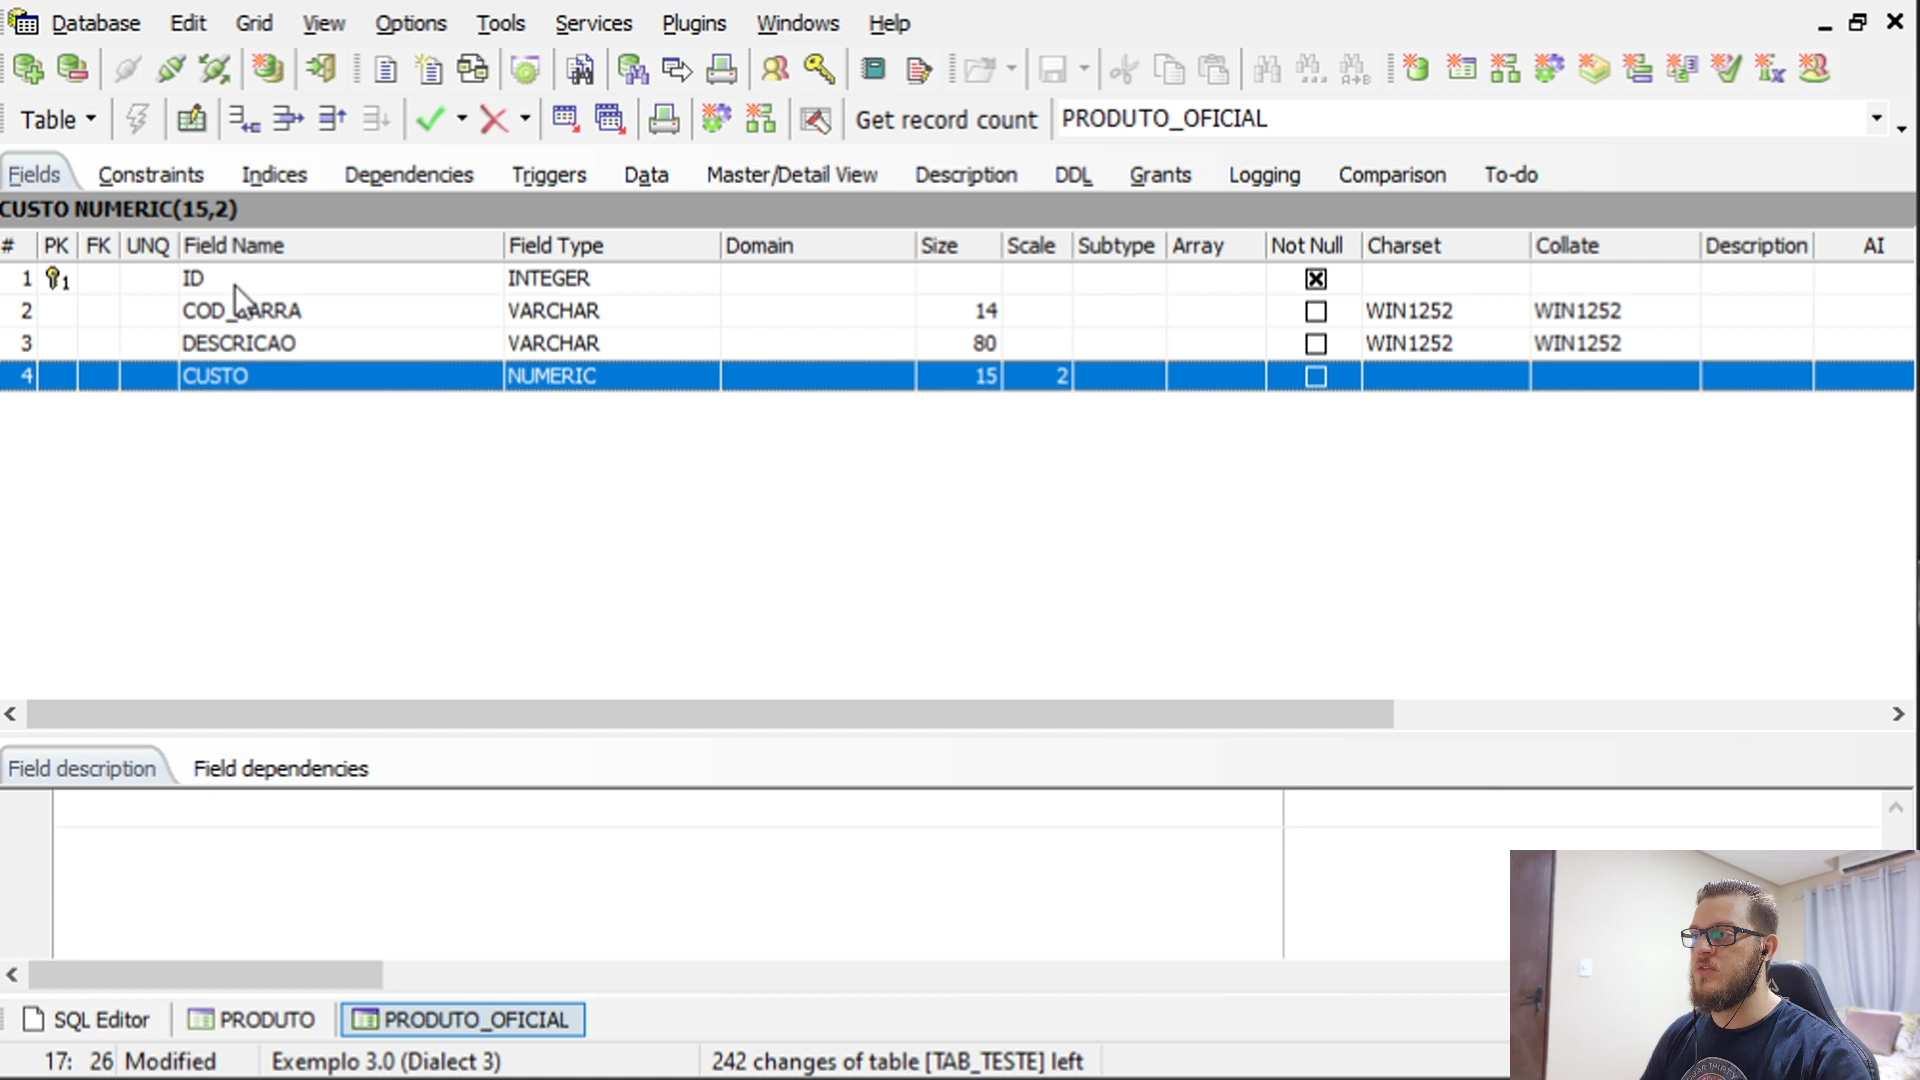 Database Edit Grid View Options Tools Services Plugins Windows Help
Table Get record count PRODUTO_OFICIAL
Fields Constraints Indices Dependencies Triggers Data Master/Detail View Description DDL Grants Logging Comparison To-do
CUSTO NUMERIC(15,2)
# PK FK UNQ Field Name Field Type Domain Size Scale Subtype Array Not Null Charset Collate Description AI
1 1 ID INTEGER
2 VARCHAR 14 WIN1252 WIN1252
3 DESCRICAO VARCHAR 80 WIN1252 WIN1252
4 CUSTO NUMERIC 15 2
Field description Field dependencies
SQL Editor PRODUTO PRODUTO_OFICIAL
17: 26 Modified Exemplo 3.0 (Dialect 3) 242 changes of table [TAB_TESTE] left